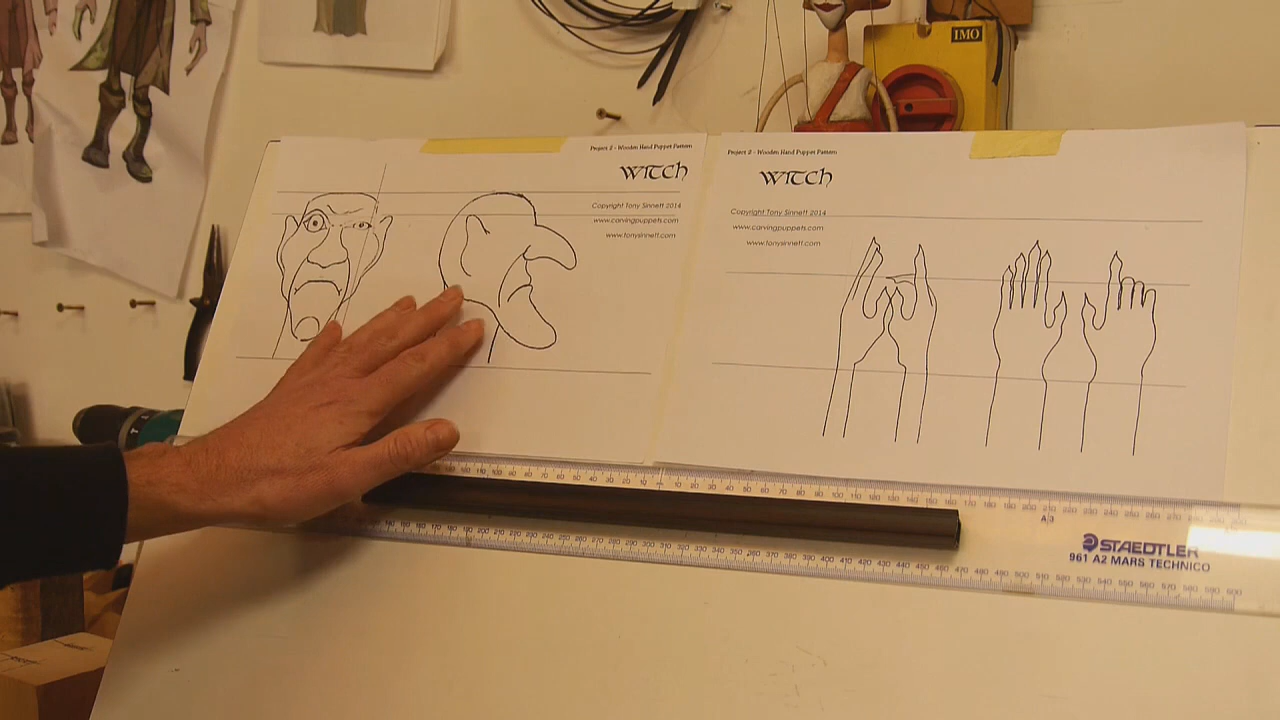 IMO
Project 2 - Wooden Hand Puppet Pattern
WITCH
Copyright Tony Sinnett 2014
www.carvingpuppets.com
www.tonysinnett.com
Project 2 - Wooden Hand Puppet Pattern
WITCH
Copyright Tony Sinnett 2014
www.carvingpuppets.com
www.tonysinnett.com
A3
STAEDTLER
961 A2 MARS TECHNICO